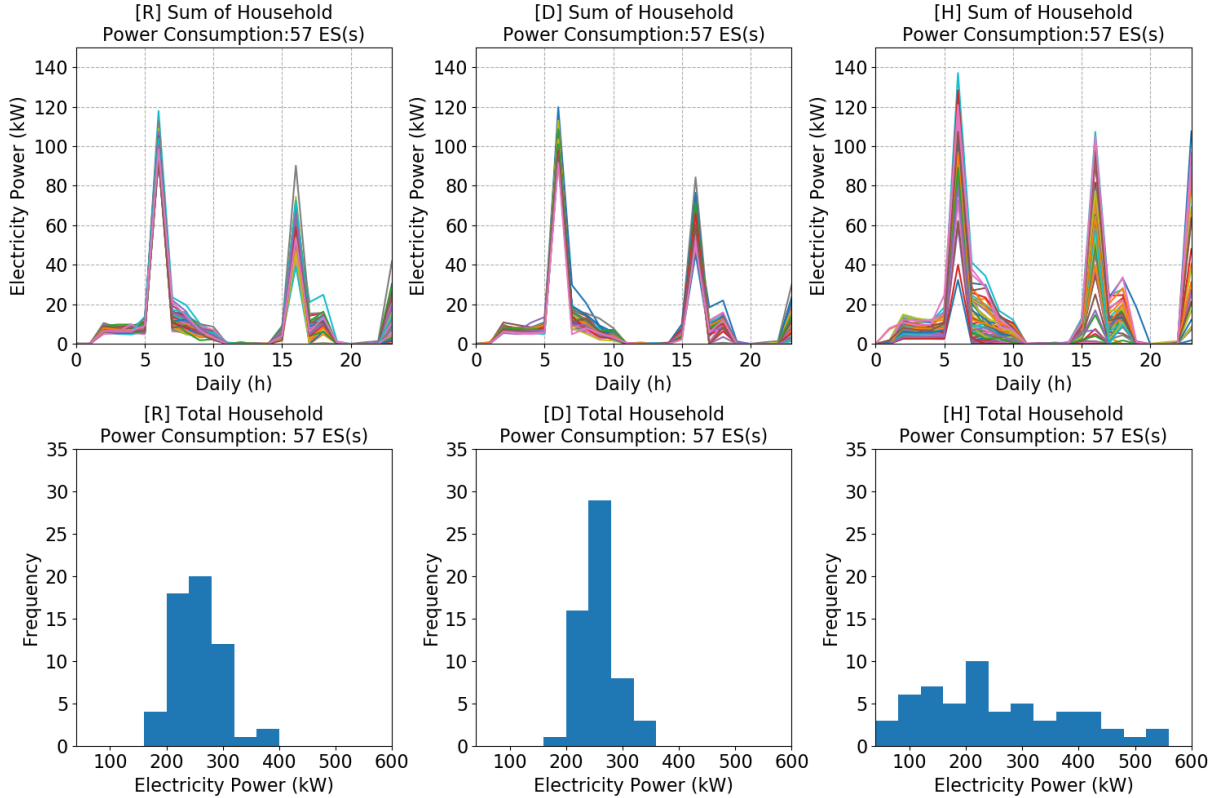 [R] Sum of Household
Power Consumption:57 ES(s)
[D] Sum of Household
Power Consumption:57 ES(s)
[H] Sum of Household
Power Consumption:57 ES(s)
Electricity Power (kW)
140
120
100
80
60
40
20
0
0 5 10 15 20
Daily (h)
Electricity Power (kW)
140
120
100
80
60
40
20
0
0 5 10 15 20
Daily (h)
Electricity Power (kW)
140
120
100
80
60
40
20
0
0 5 10 15 20
Daily (h)
[R] Total Household
Power Consumption: 57 ES(s)
[D] Total Household
Power Consumption: 57 ES(s)
[H] Total Household
Power Consumption: 57 ES(s)
Frequency
35
30
25
20
15
10
5
0
100 200 300 400 500 600
Electricity Power (kW)
Frequency
35
30
25
20
15
10
5
0
100 200 300 400 500 600
Electricity Power (kW)
Frequency
35
30
25
20
15
10
5
0
100 200 300 400 500 600
Electricity Power (kW)